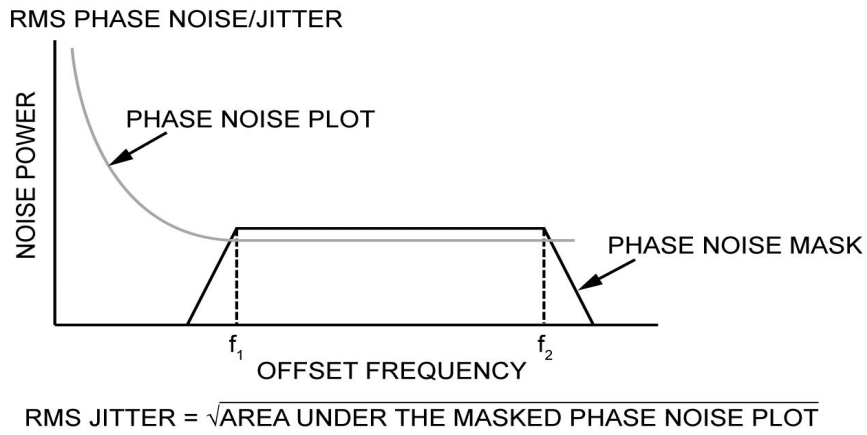 RMS PHASE NOISE/JITTER
NOISE POWER
PHASE NOISE PLOT
PHASE NOISE MASK
f₁
f₂
OFFSET FREQUENCY
RMS JITTER = √AREA UNDER THE MASKED PHASE NOISE PLOT